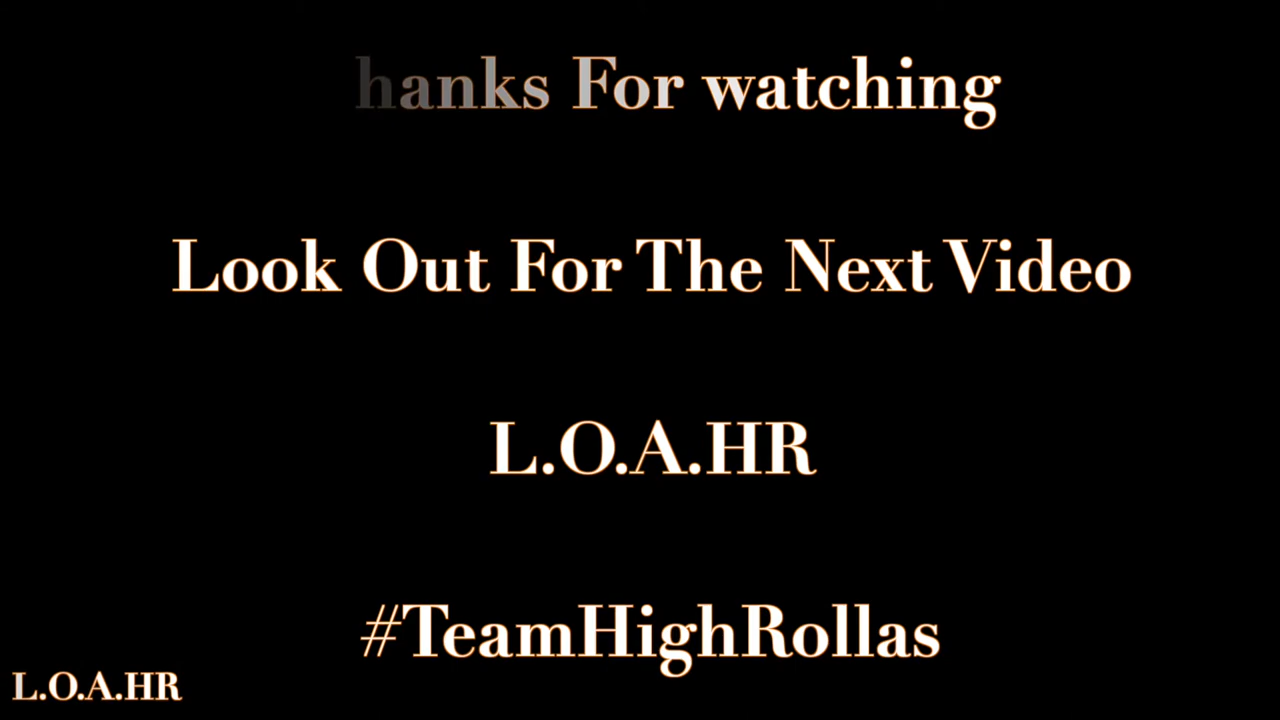 hanks For watching
Look Out For The Next Video
L.O.A.HR
#TeamHighRollas
L.O.A.HR